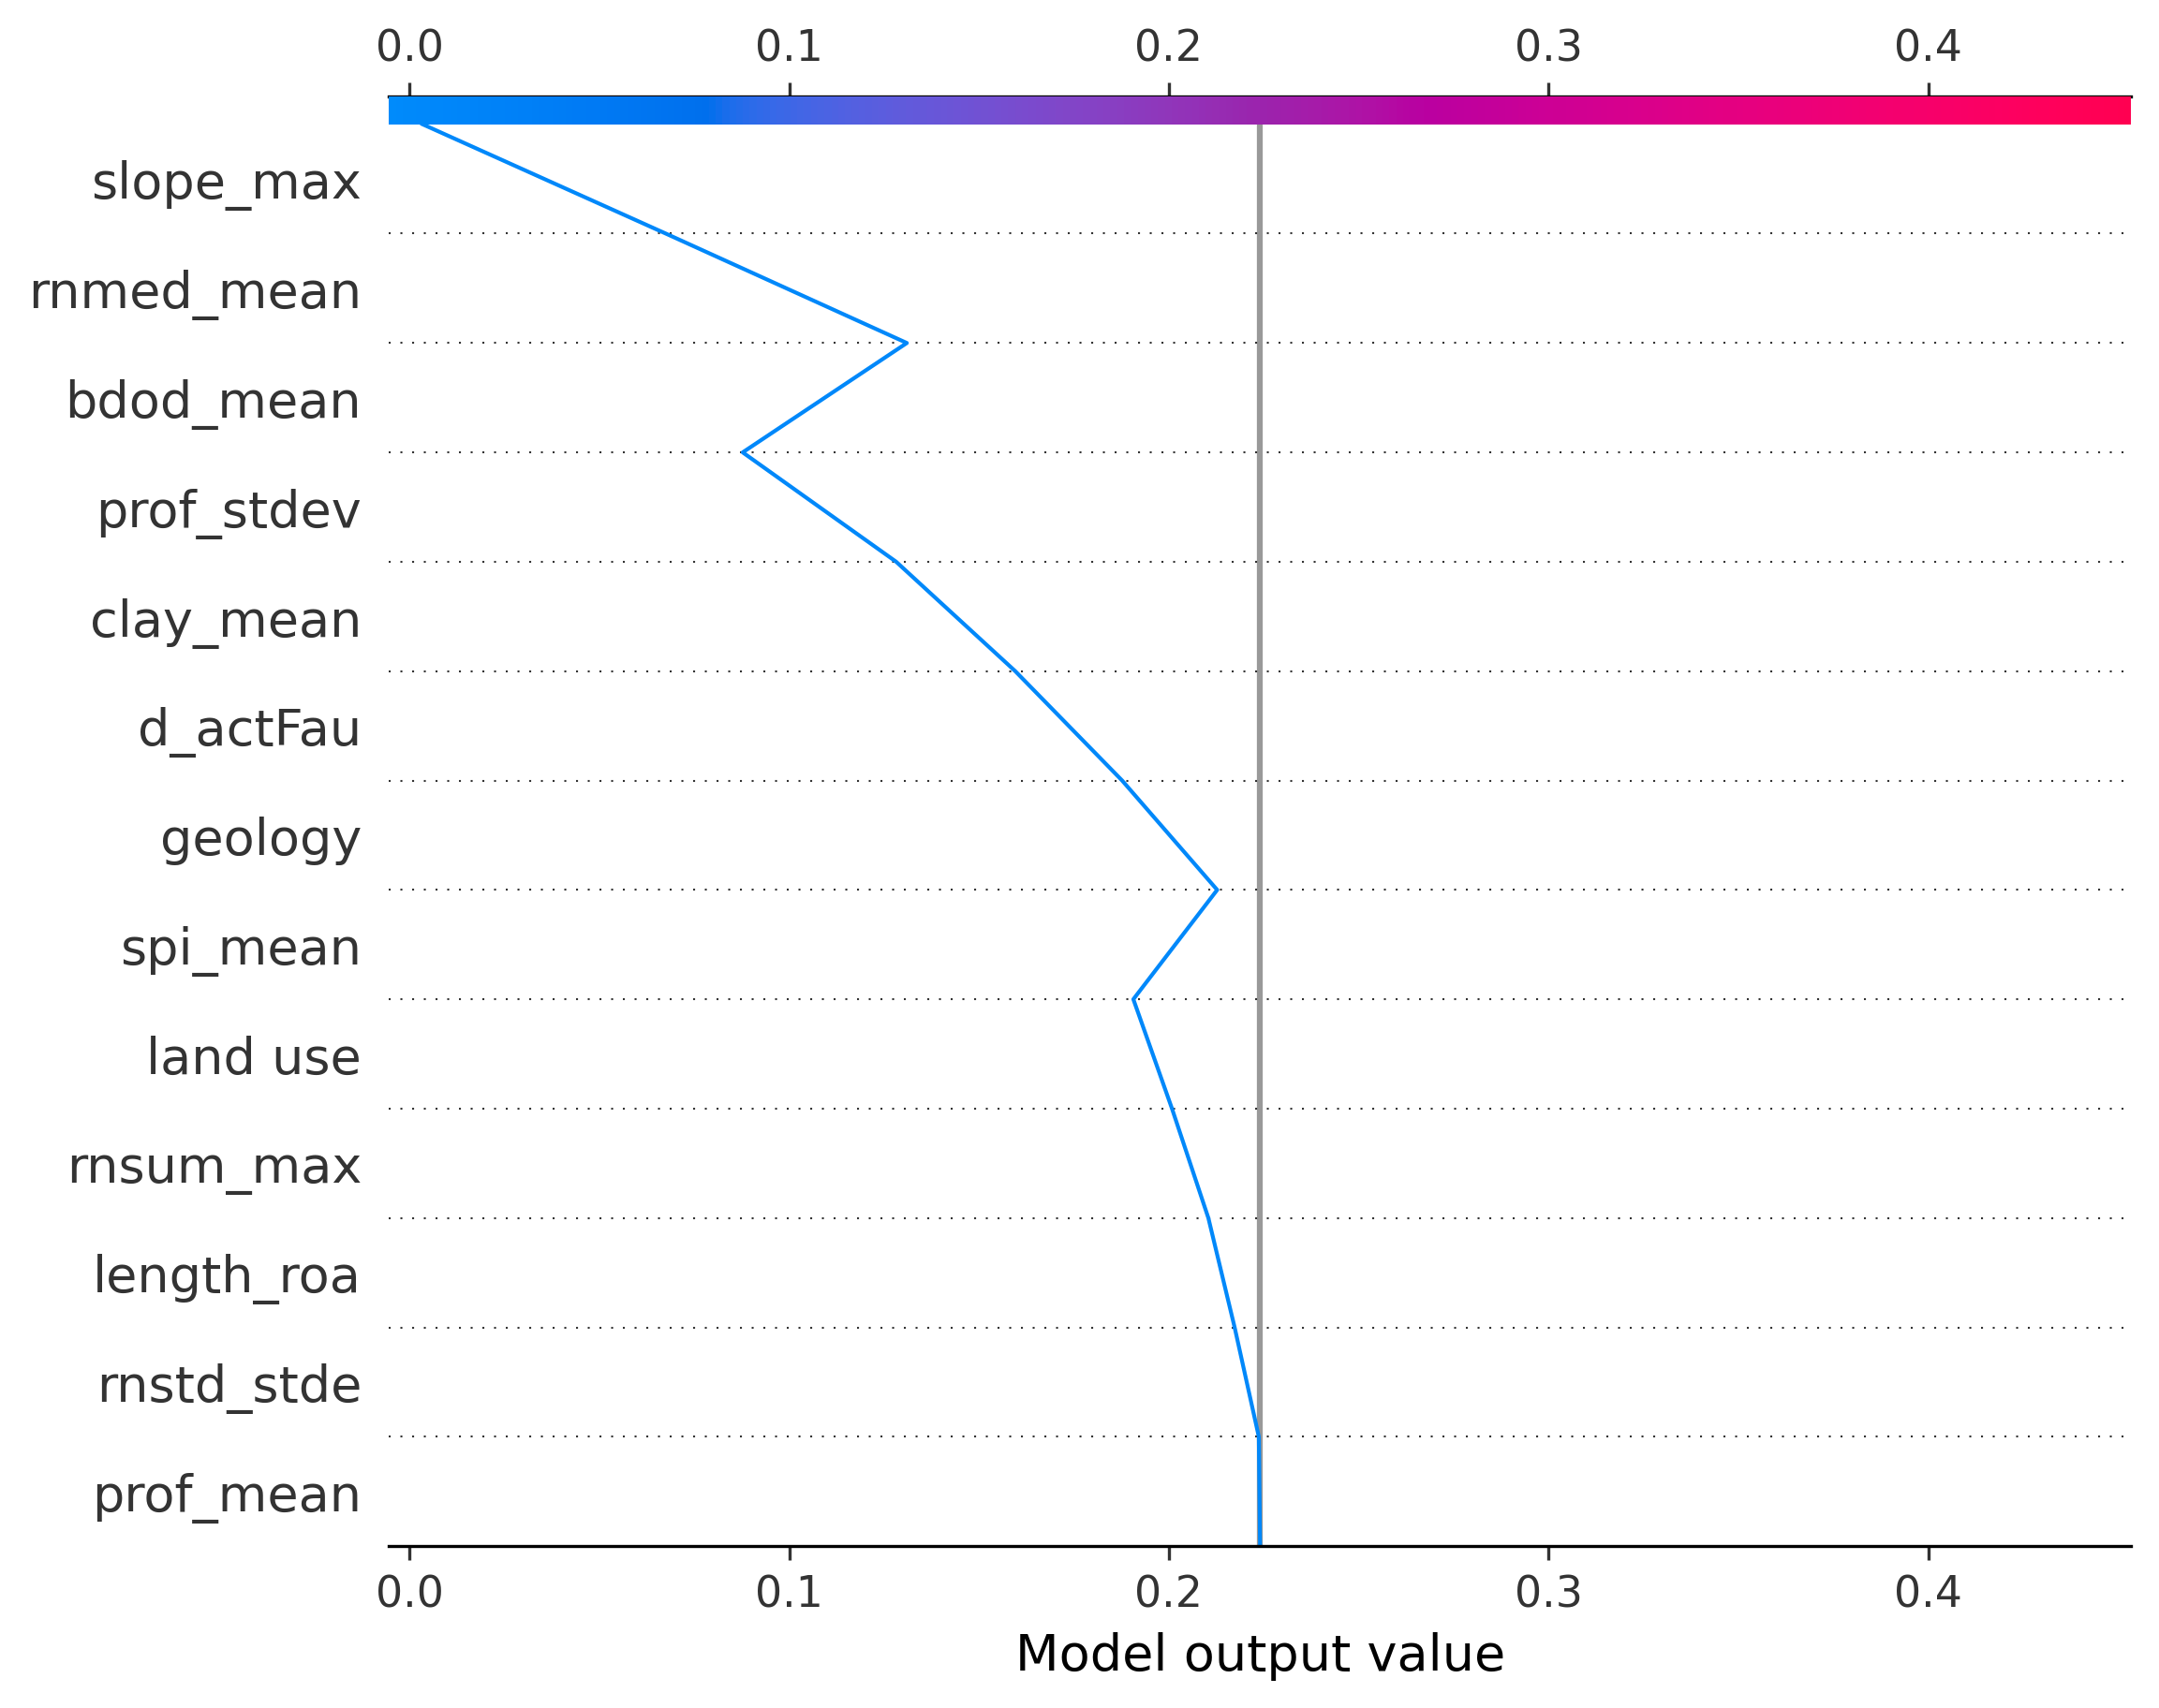 0.0 0.1 0.2 0.3 0.4
slope_max
rnmed_mean
bdod_mean
prof_stdev
clay_mean
d_actFau
geology
spi_mean
land use
rnsum_max
length_roa
rnstd_stde
prof_mean
0.0 0.1 0.2 0.3 0.4
Model output value